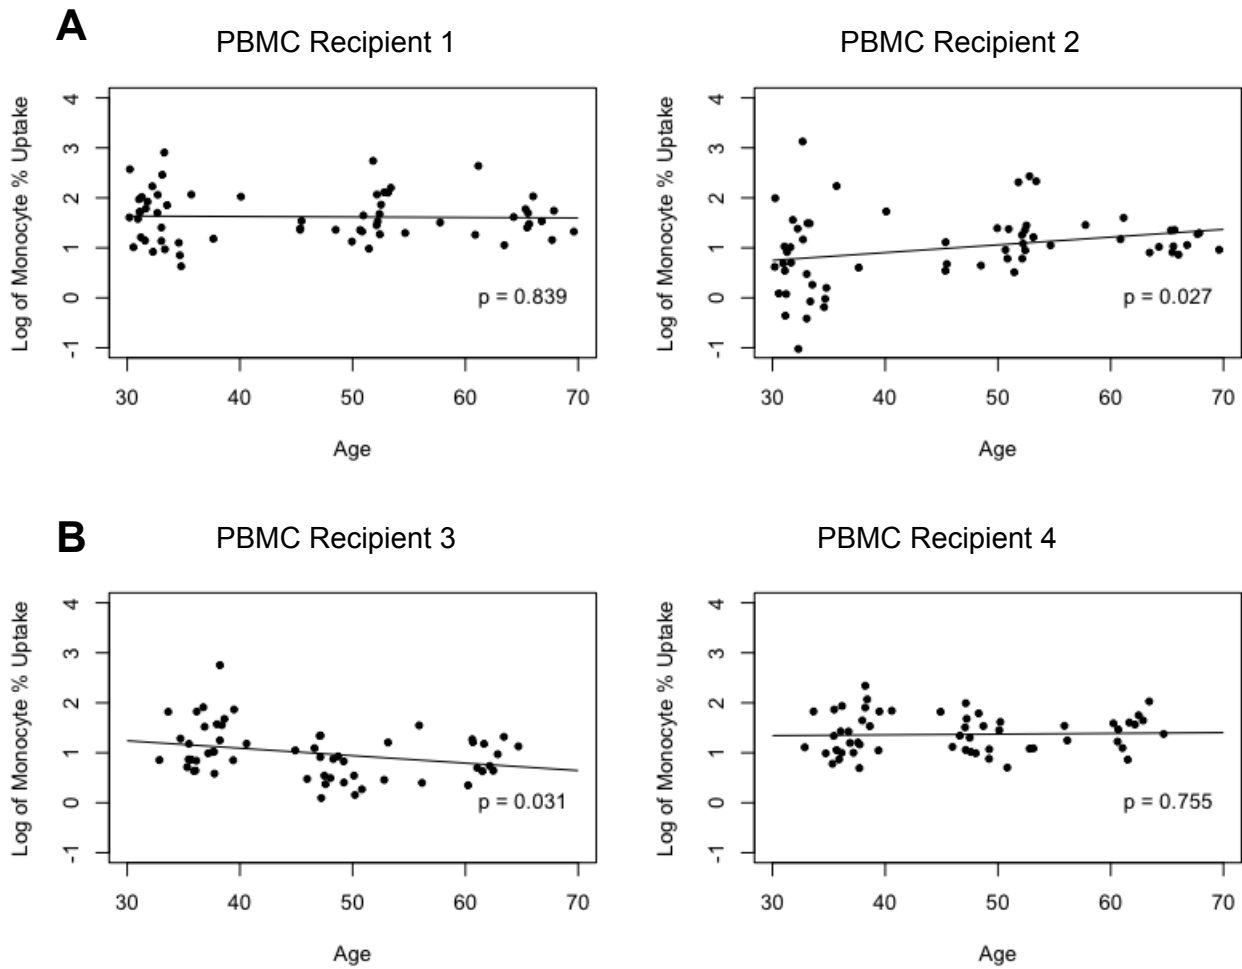 A
PBMC Recipient 1
Log of Monocyte % Uptake
4
3
2
1
0
-1
p = 0.839
30 40 50 60 70
Age
PBMC Recipient 2
Log of Monocyte % Uptake
4
3
2
1
0
-1
p = 0.027
30 40 50 60 70
Age
B
PBMC Recipient 3
Log of Monocyte % Uptake
4
3
2
1
0
-1
p = 0.031
30 40 50 60 70
Age
PBMC Recipient 4
Log of Monocyte % Uptake
4
3
2
1
0
-1
p = 0.755
30 40 50 60 70
Age